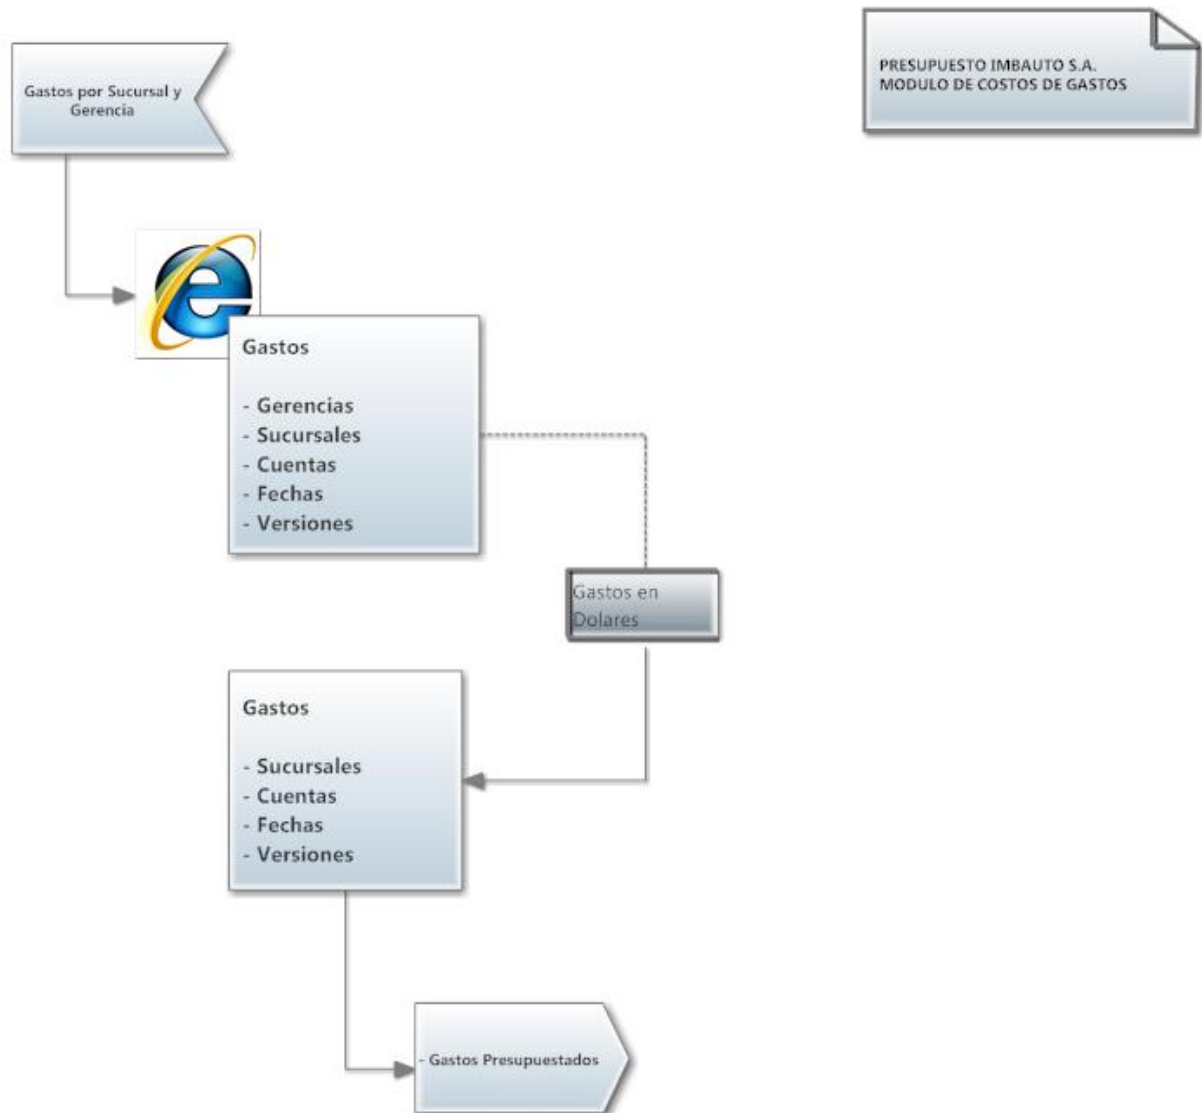 Gastos por Sucursal y
Gerencia
PRESUPUESTO IMBAUTO S.A.
MODULO DE COSTOS DE GASTOS
Gastos
- Gerencias
- Sucursales
- Cuentas
- Fechas
- Versiones
Gastos en
Dolares
Gastos
- Sucursales
- Cuentas
- Fechas
- Versiones
- Gastos Presupuestados